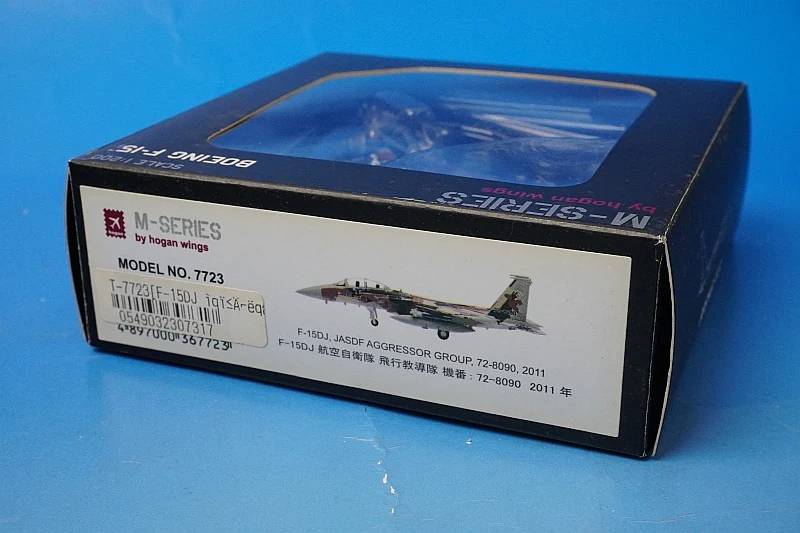 SCALE 1:200
BOEING F-15
M-SERIES
by hogan wings
M-SERIES
by hogan wings
MODEL NO. 7723
T-7723[F-15DJ
0549032307317
4 897000 367723
F-15DJ, JASDF AGGRESSOR GROUP, 72-8090, 2011
F-15DJ 航空自衛隊 飛行教導隊 機番 : 72-8090 2011 年